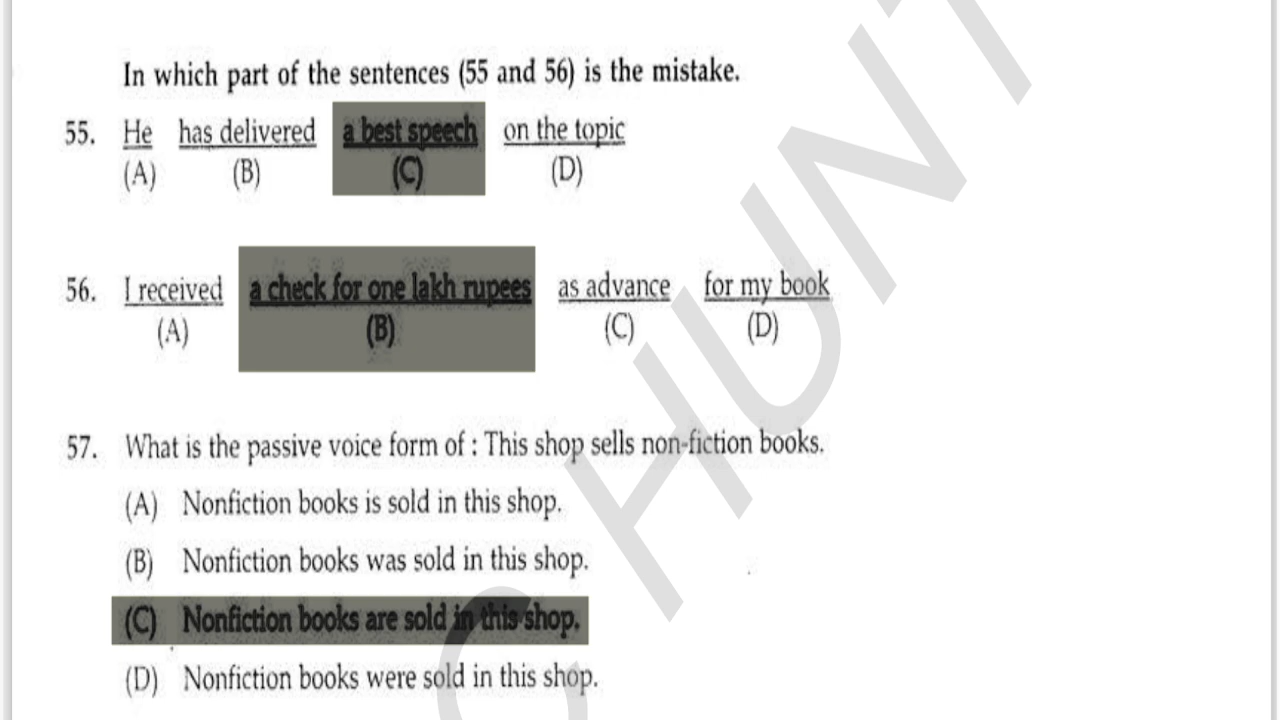 In which part of the sentences (55 and 56) is the mistake.
55. He has delivered a best speech on the topic
(A) (B) (C) (D)
56. I received a check for one lakh rupees as advance for my book
(A) (B) (C) (D)
57. What is the passive voice form of : This shop sells non-fiction books.
(A) Nonfiction books is sold in this shop.
(B) Nonfiction books was sold in this shop.
(C) Nonfiction books are sold in this shop.
(D) Nonfiction books were sold in this shop.
C HUNT